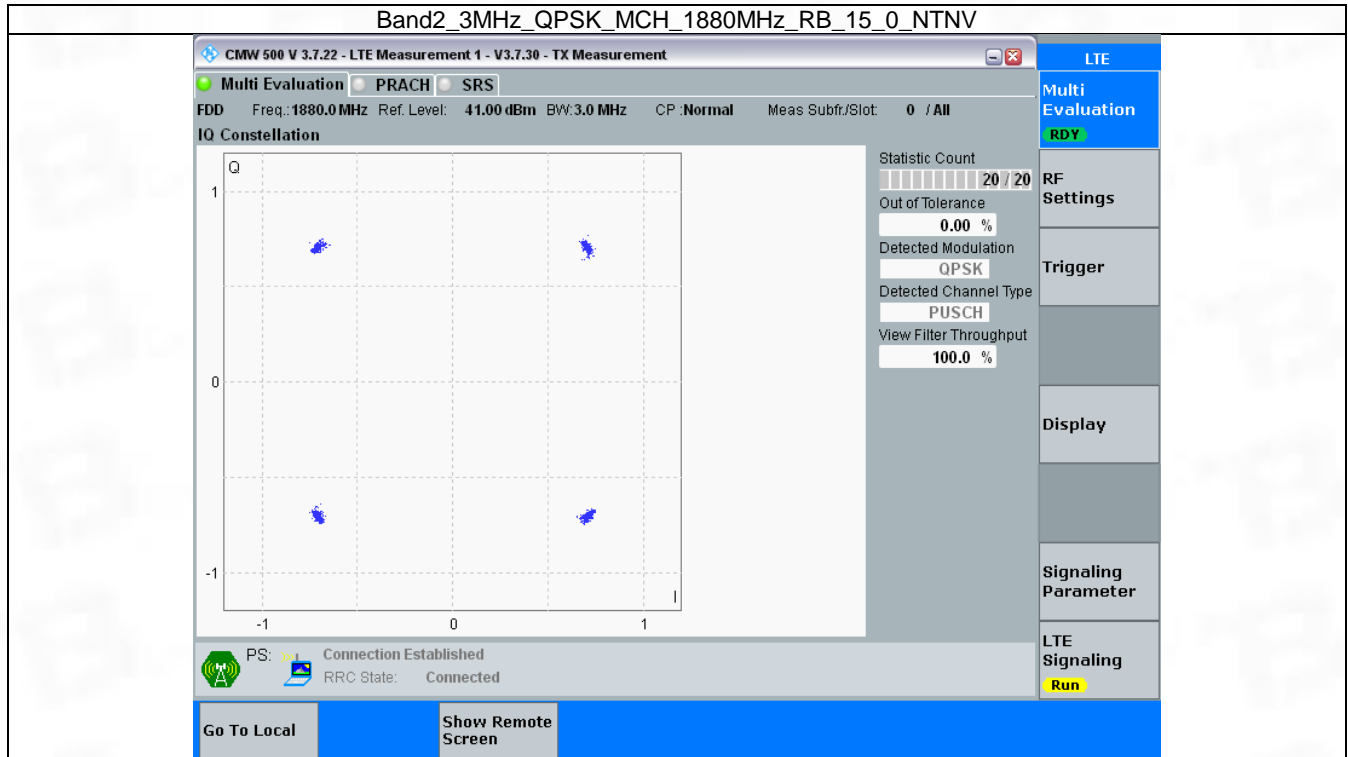 Band2_3MHz_QPSK_MCH_1880MHz_RB_15_0_NTNV
CMW 500 V 3.7.22 - LTE Measurement 1 - V3.7.30 - TX Measurement
LTE
Multi Evaluation PRACH SRS
FDD Freq.:1880.0 MHz Ref. Level: 41.00 dBm BW:3.0 MHz CP :Normal Meas Subfr./Slot: 0 / All
IQ Constellation
Q
1
0
-1
I
-1 0 1
Statistic Count
20 / 20
Out of Tolerance
0.00 %
Detected Modulation
QPSK
Detected Channel Type
PUSCH
View Filter Throughput
100.0 %
Multi
Evaluation
RDY
RF
Settings
Trigger
Display
Signaling
Parameter
LTE
Signaling
Run
PS: Connection Established
RRC State: Connected
Go To Local
Show Remote
Screen